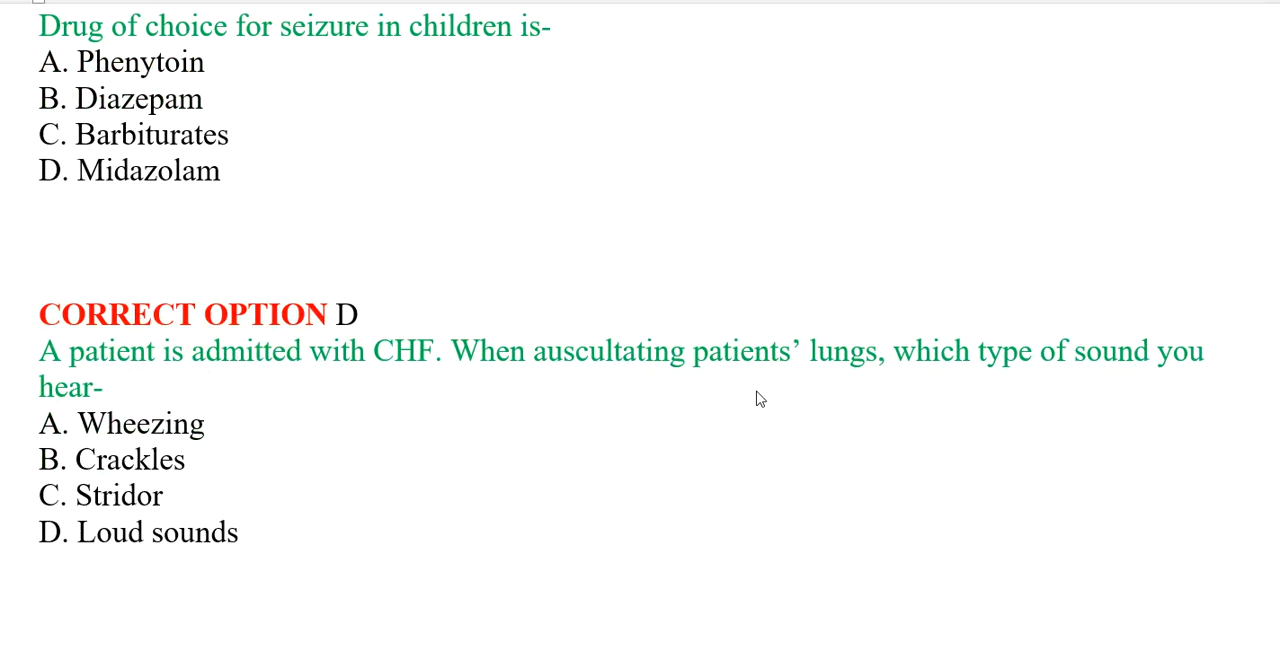 Drug of choice for seizure in children is-
A. Phenytoin
B. Diazepam
C. Barbiturates
D. Midazolam
CORRECT OPTION D
A patient is admitted with CHF. When auscultating patients’ lungs, which type of sound you
hear-
A. Wheezing
B. Crackles
C. Stridor
D. Loud sounds